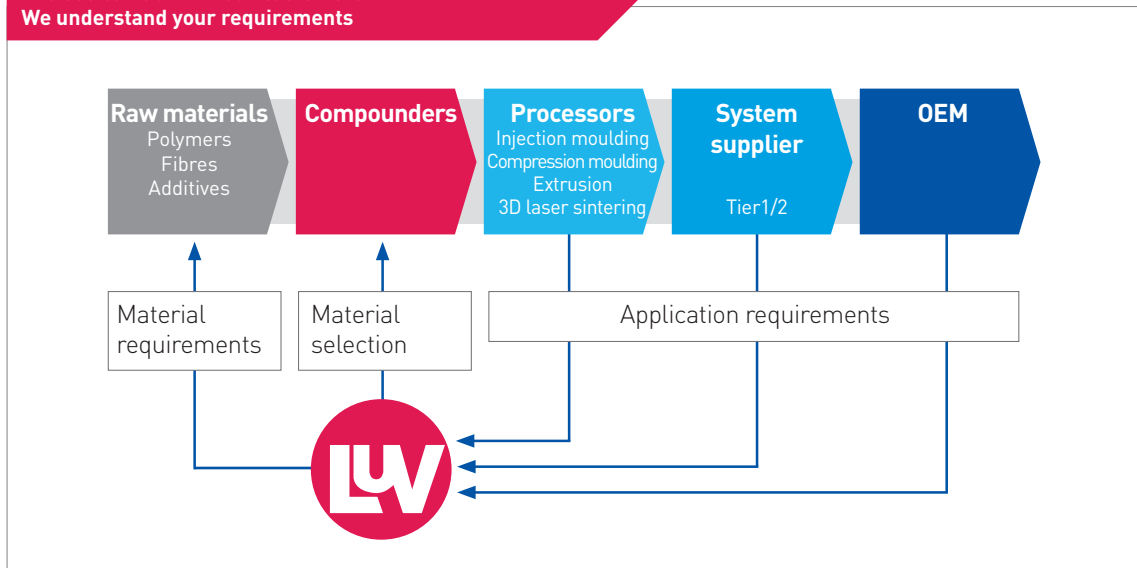 We understand your requirements
Raw materials
Polymers
Fibres
Additives
Compounders
Processors
Injection moulding
Compression moulding
Extrusion
3D laser sintering
System
supplier
Tier1/2
OEM
Material
requirements
Material
selection
Application requirements
LUV